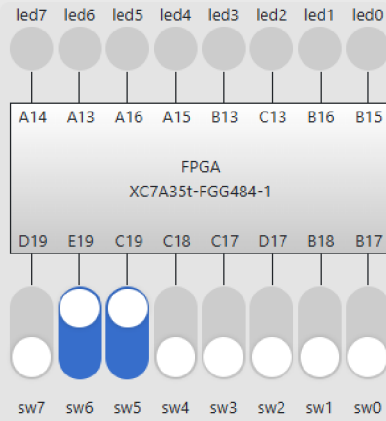 led7 led6 led5 led4 led3 led2 led1 led0
A14 A13 A16 A15 B13 C13 B16 B15
FPGA
XC7A35t-FGG484-1
D19 E19 C19 C18 C17 D17 B18 B17
sw7 sw6 sw5 sw4 sw3 sw2 sw1 sw0